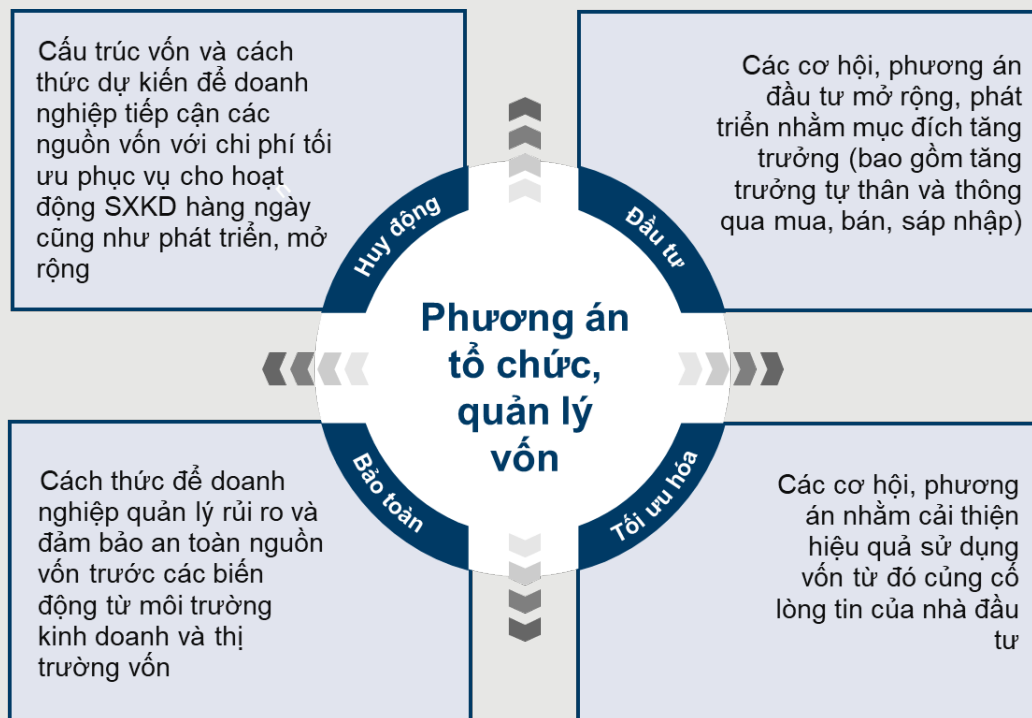 Cấu trúc vốn và cách
thức dự kiến để doanh
nghiệp tiếp cận các
nguồn vốn với chi phí tối
ưu phục vụ cho hoạt
động SXKD hàng ngày
cũng như phát triển, mở
rộng
Các cơ hội, phương án
đầu tư mở rộng, phát
triển nhằm mục đích tăng
trưởng (bao gồm tăng
trưởng tự thân và thông
qua mua, bán, sáp nhập)
Huy động
Đầu tư
Phương án
tổ chức,
quản lý
vốn
Bảo toàn
Tối ưu hóa
Cách thức để doanh
nghiệp quản lý rủi ro và
đảm bảo an toàn nguồn
vốn trước các biến
động từ môi trường
kinh doanh và thị
trường vốn
Các cơ hội, phương
án nhằm cải thiện
hiệu quả sử dụng
vốn từ đó củng cố
lòng tin của nhà đầu
tư